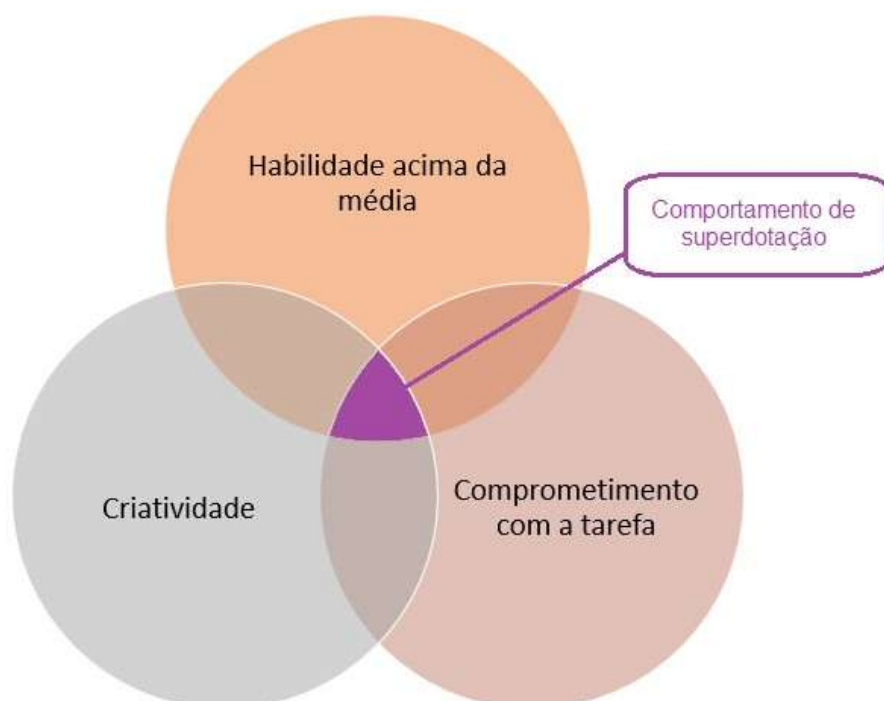 Habilidade acima da
média
Comportamento de
superdotação
Criatividade
Comprometimento
com a tarefa